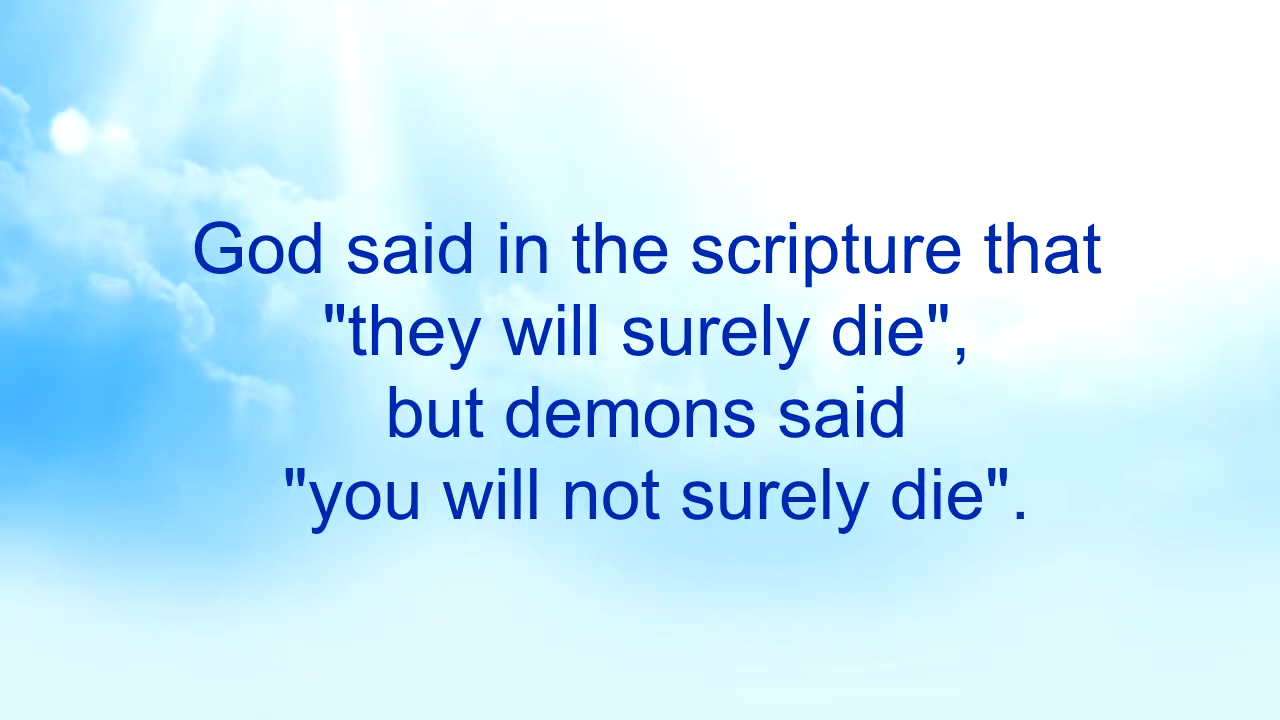 God said in the scripture that
"they will surely die",
but demons said
"you will not surely die".